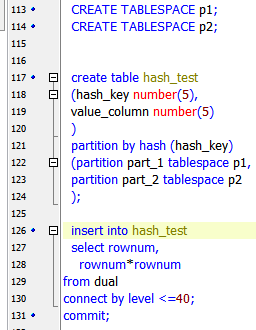 113 CREATE TABLESPACE p1;
114 CREATE TABLESPACE p2;
115
116
117 create table hash_test
118 (hash_key number(5),
119 value_column number(5)
120 )
121 partition by hash (hash_key)
122 (partition part_1 tablespace p1,
123 partition part_2 tablespace p2
124 );
125
126 insert into hash_test
127 select rownum,
128 rownum*rownum
129 from dual
130 connect by level <=40;
131 commit;